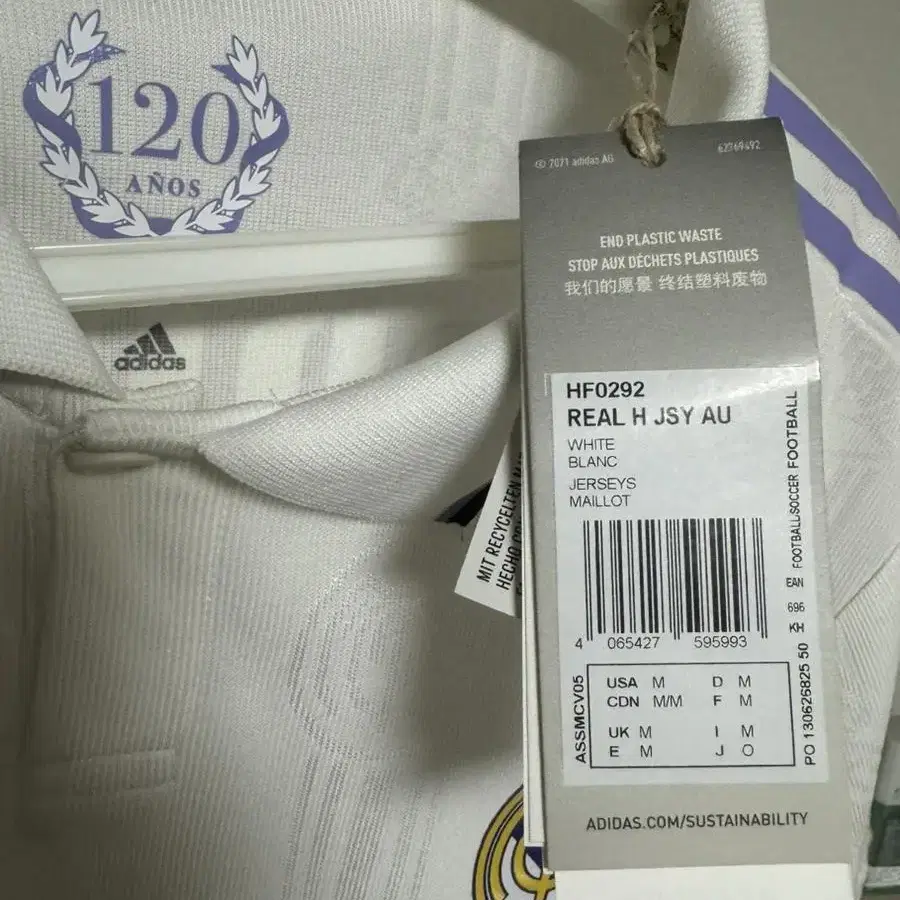 120
AÑOS
adidas
© 2021 adidas AG
62369492
END PLASTIC WASTE
STOP AUX DÉCHETS PLASTIQUES
我们的愿景 终结塑料废物
HF0292
REAL H JSY AU
WHITE
BLANC
JERSEYS
MAILLOT
FOOTBALL/SOCCER FOOTBALL
EAN
696
KH
PO 130626825 50
4 065427 595993
ASSMCV05
USA M D M
CDN M/M F M
UK M I M
E M J O
ADIDAS.COM/SUSTAINABILITY
MIT RECYCELTEN
HECHO